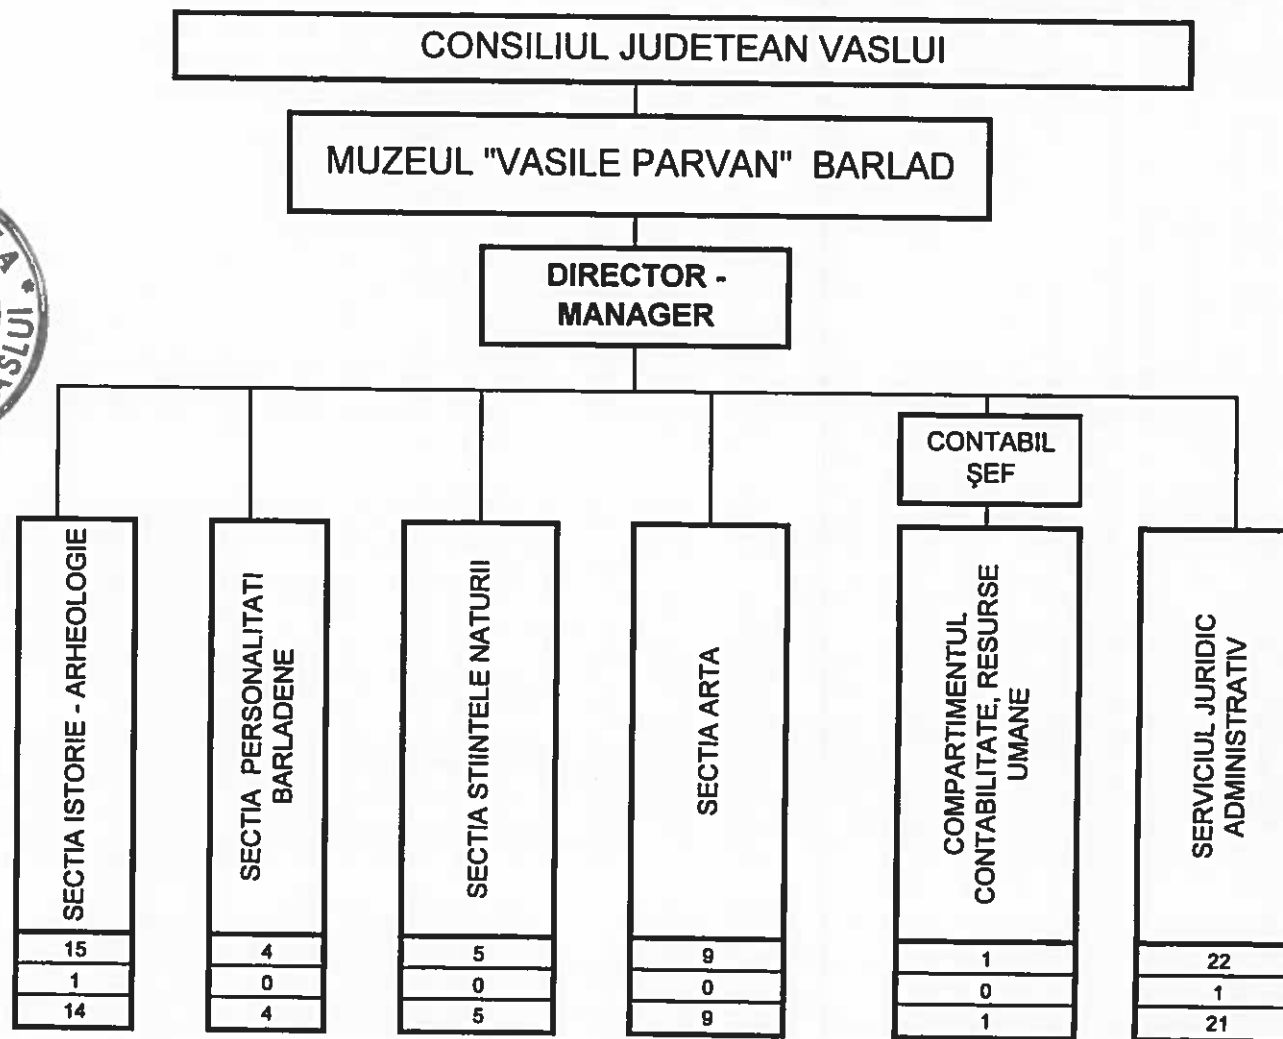 CONSILIUL JUDETEAN VASLUI
MUZEUL "VASILE PARVAN" BARLAD
DIRECTOR -
MANAGER
CONTABIL
ŞEF
SECTIA ISTORIE - ARHEOLOGIE
15
1
14
SECTIA PERSONALITATI
BARLADENE
4
0
4
SECTIA STIINTELE NATURII
5
0
5
SECTIA ARTA
9
0
9
COMPARTIMENTUL
CONTABILITATE, RESURSE
UMANE
1
0
1
SERVICIUL JURIDIC
ADMINISTRATIV
22
1
21